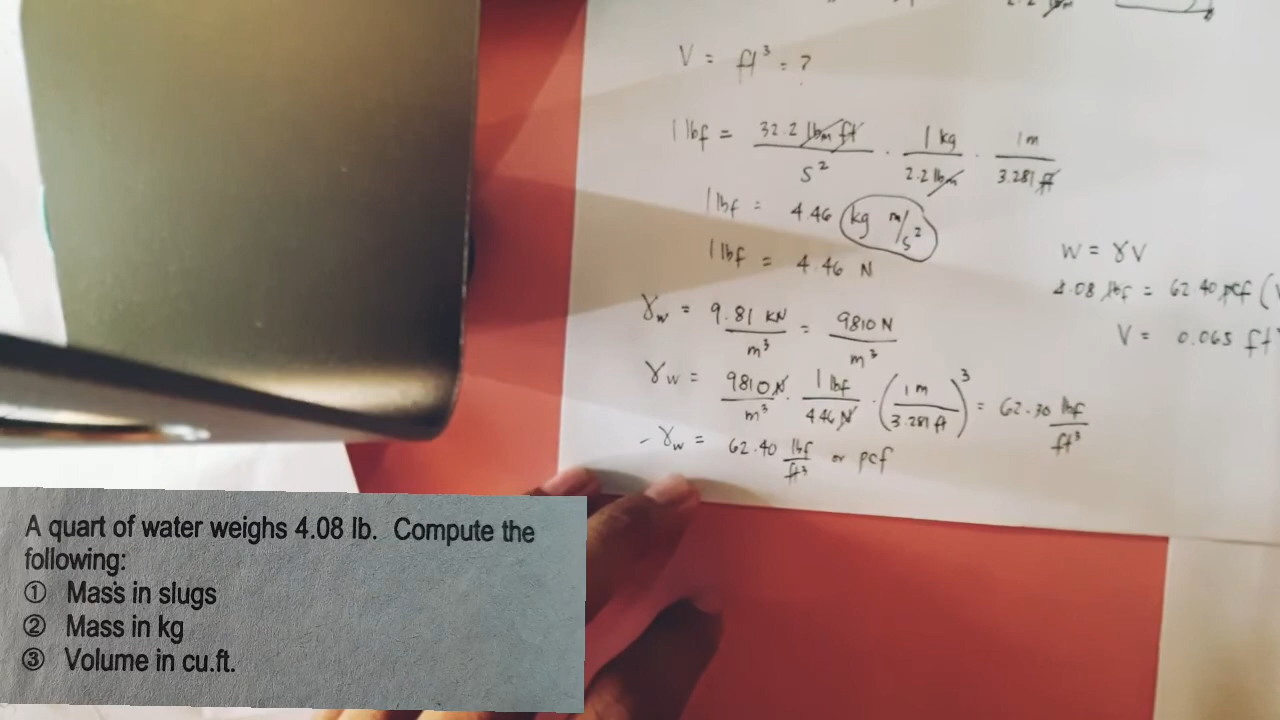 V = ft³ = ?
1 lbf = 32.2 lbm ft / s² · 1 kg / 2.2 lbm · 1m / 3.281 ft
1 lbf = 4.46 kg m/s²
1 lbf = 4.46 N
W = γV
4.08 lbf = 62.40 pcf (
V = 0.065 ft
γw = 9.81 KN / m³ = 9810 N / m³
γw = 9810 N / m³ · 1 lbf / 4.46 N · (1 m / 3.281 ft)³ = 62.30 lbf / ft³
- γw = 62.40 lbf / ft³ or pcf
A quart of water weighs 4.08 lb. Compute the
following:
① Mass in slugs
② Mass in kg
③ Volume in cu.ft.